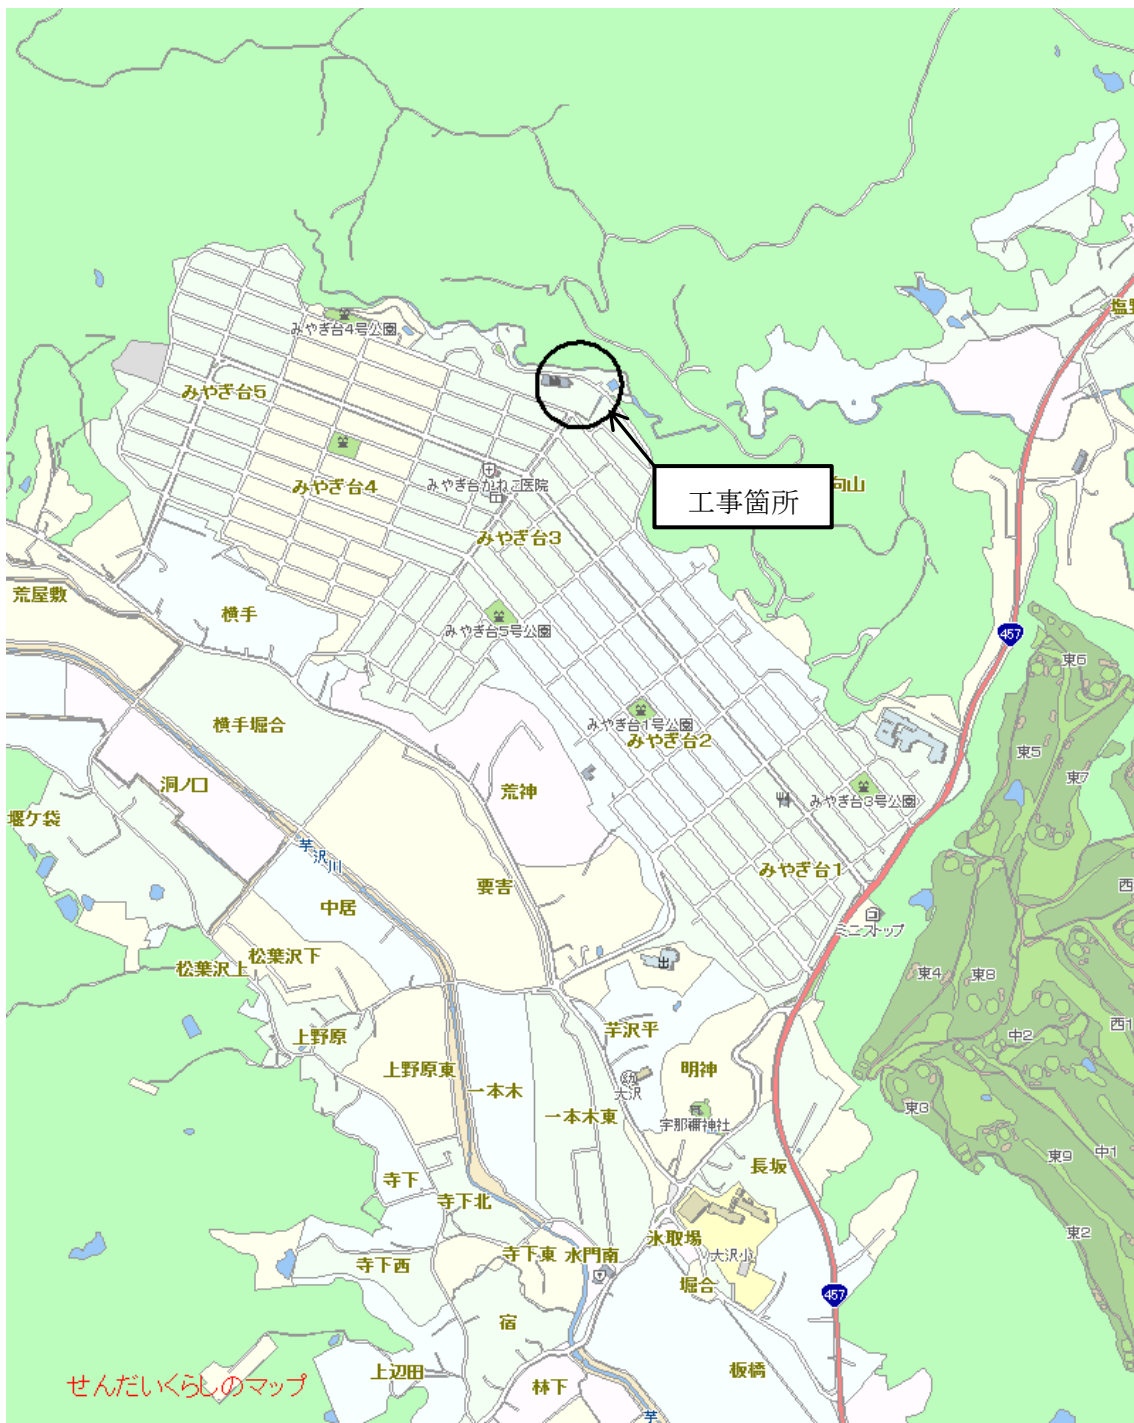 みやぎ台4号公園
塩
みやぎ台5
みやぎ台4
みやぎ台かねこ医院
向山
工事箇所
みやぎ台3
荒屋敷
横手
みやぎ台5号公園
457
東6
横手堀合
みやぎ台1号公園
みやぎ台2
東5
東7
洞ノ口
荒神
みやぎ台3号公園
堰ケ袋
芋沢川
みやぎ台1
要害
西
中居
ミニストップ
松葉沢下
松葉沢上
出
東4
東8
上野原
芋沢平
西1
中2
上野原東
一本木
明神
幼
大沢
東3
一本木東
宇那禰神社
中1
東9
長坂
寺下
寺下北
東2
寺下東
水門南
氷取場
大沢小
寺下西
堀合
457
宿
上辺田
板橋
せんだいくらしのマップ
林下
芋